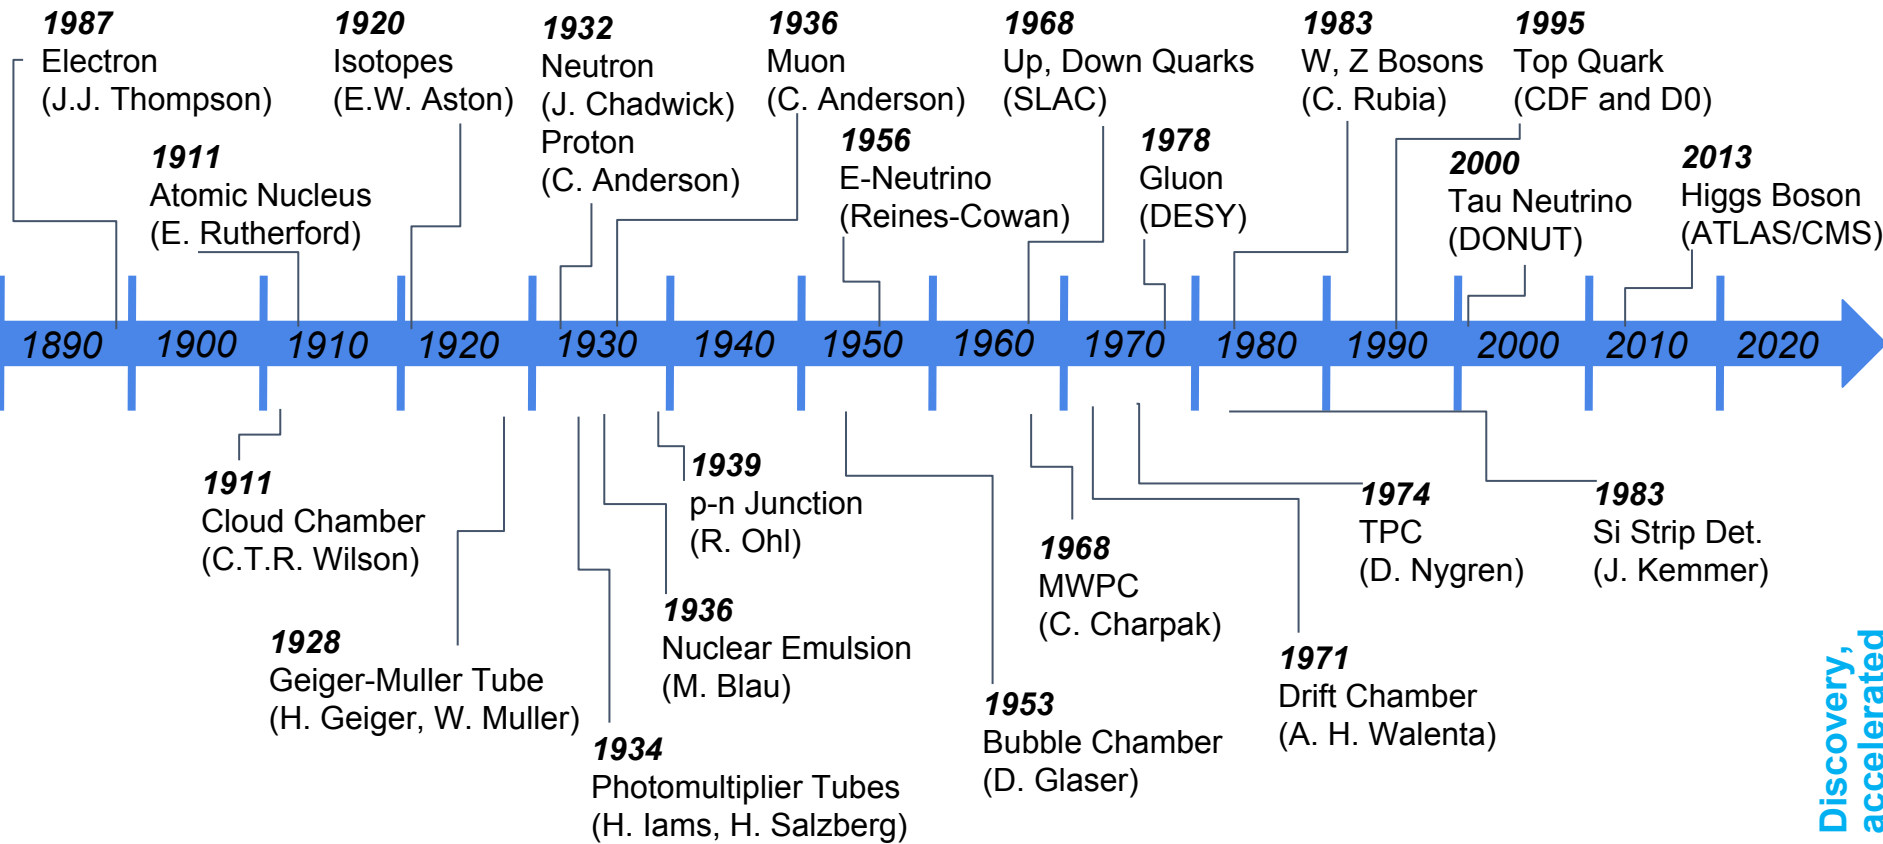 1987
Electron
(J.J. Thompson)
1911
Atomic Nucleus
(E. Rutherford)
1920
Isotopes
(E.W. Aston)
1932
Neutron
(J. Chadwick)
Proton
(C. Anderson)
1936
Muon
(C. Anderson)
1956
E-Neutrino
(Reines-Cowan)
1968
Up, Down Quarks
(SLAC)
1978
Gluon
(DESY)
1983
W, Z Bosons
(C. Rubia)
1995
Top Quark
(CDF and D0)
2000
Tau Neutrino
(DONUT)
2013
Higgs Boson
(ATLAS/CMS)
1890 1900 1910 1920 1930 1940 1950 1960 1970 1980 1990 2000 2010 2020
1911
Cloud Chamber
(C.T.R. Wilson)
1928
Geiger-Muller Tube
(H. Geiger, W. Muller)
1934
Photomultiplier Tubes
(H. Iams, H. Salzberg)
1936
Nuclear Emulsion
(M. Blau)
1939
p-n Junction
(R. Ohl)
1953
Bubble Chamber
(D. Glaser)
1968
MWPC
(C. Charpak)
1971
Drift Chamber
(A. H. Walenta)
1974
TPC
(D. Nygren)
1983
Si Strip Det.
(J. Kemmer)
Discovery,
accelerated